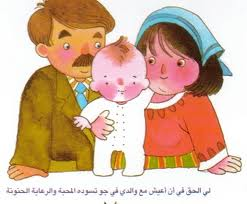 لي الحق في أن أعيش مع والدي في جو تسوده المحبة والرعاية الحنونة